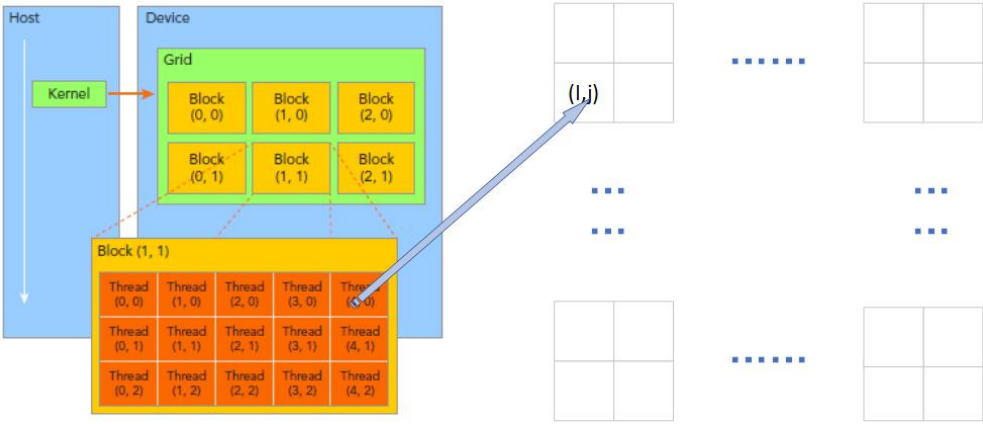 Host
Device
Grid
Kernel
Block
(0, 0)
Block
(1, 0)
Block
(2, 0)
Block
(0, 1)
Block
(1, 1)
Block
(2, 1)
Block (1, 1)
Thread
(0, 0)
Thread
(1, 0)
Thread
(2, 0)
Thread
(3, 0)
Thread
(4, 0)
Thread
(0, 1)
Thread
(1, 1)
Thread
(2, 1)
Thread
(3, 1)
Thread
(4, 1)
Thread
(0, 2)
Thread
(1, 2)
Thread
(2, 2)
Thread
(3, 2)
Thread
(4, 2)
(I,j)